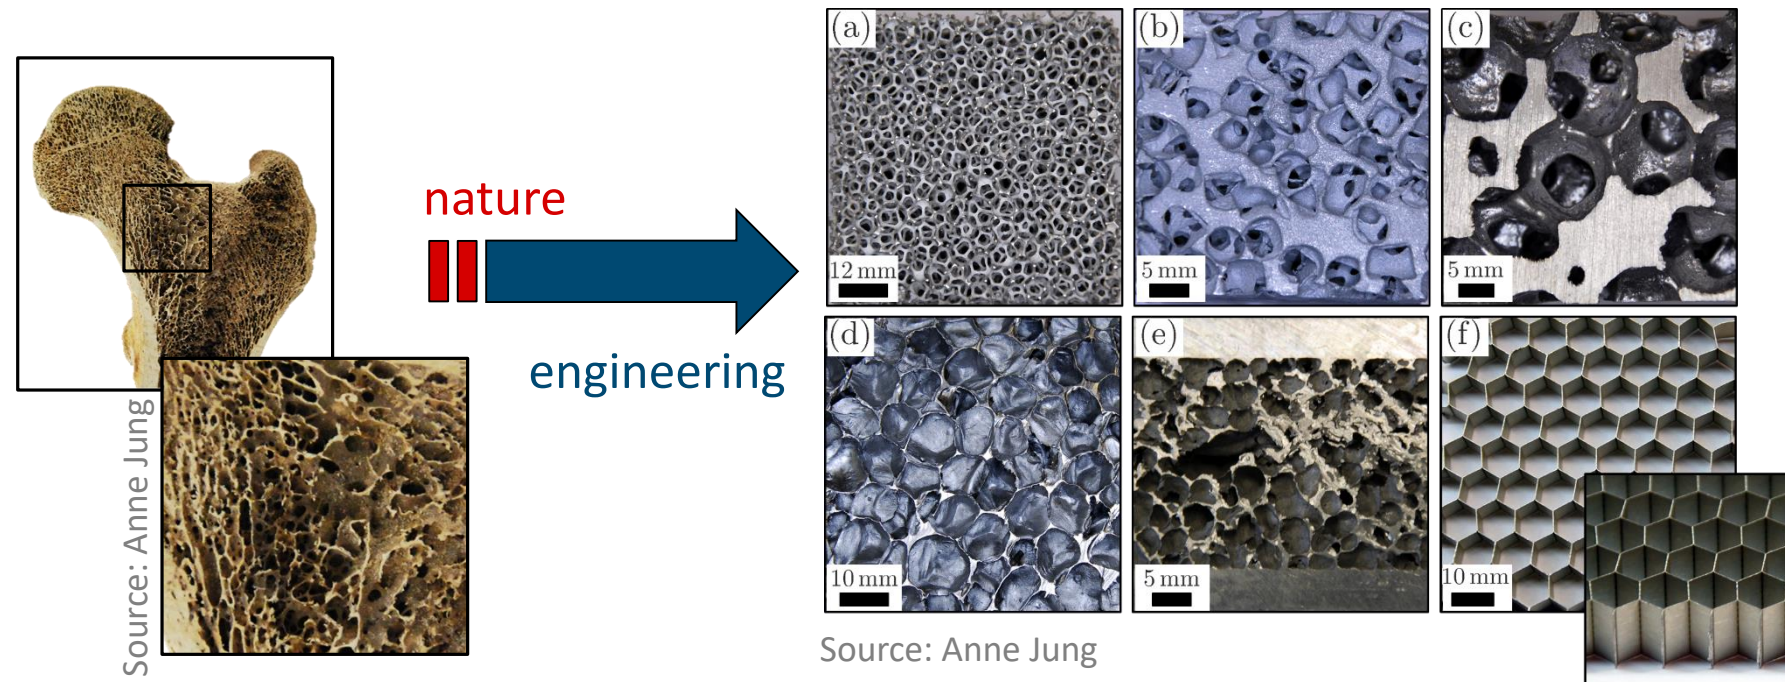 Source: Anne Jung
nature
engineering
(a)
12 mm
(b)
5 mm
(c)
5 mm
(d)
10 mm
(e)
5 mm
(f)
10 mm
Source: Anne Jung